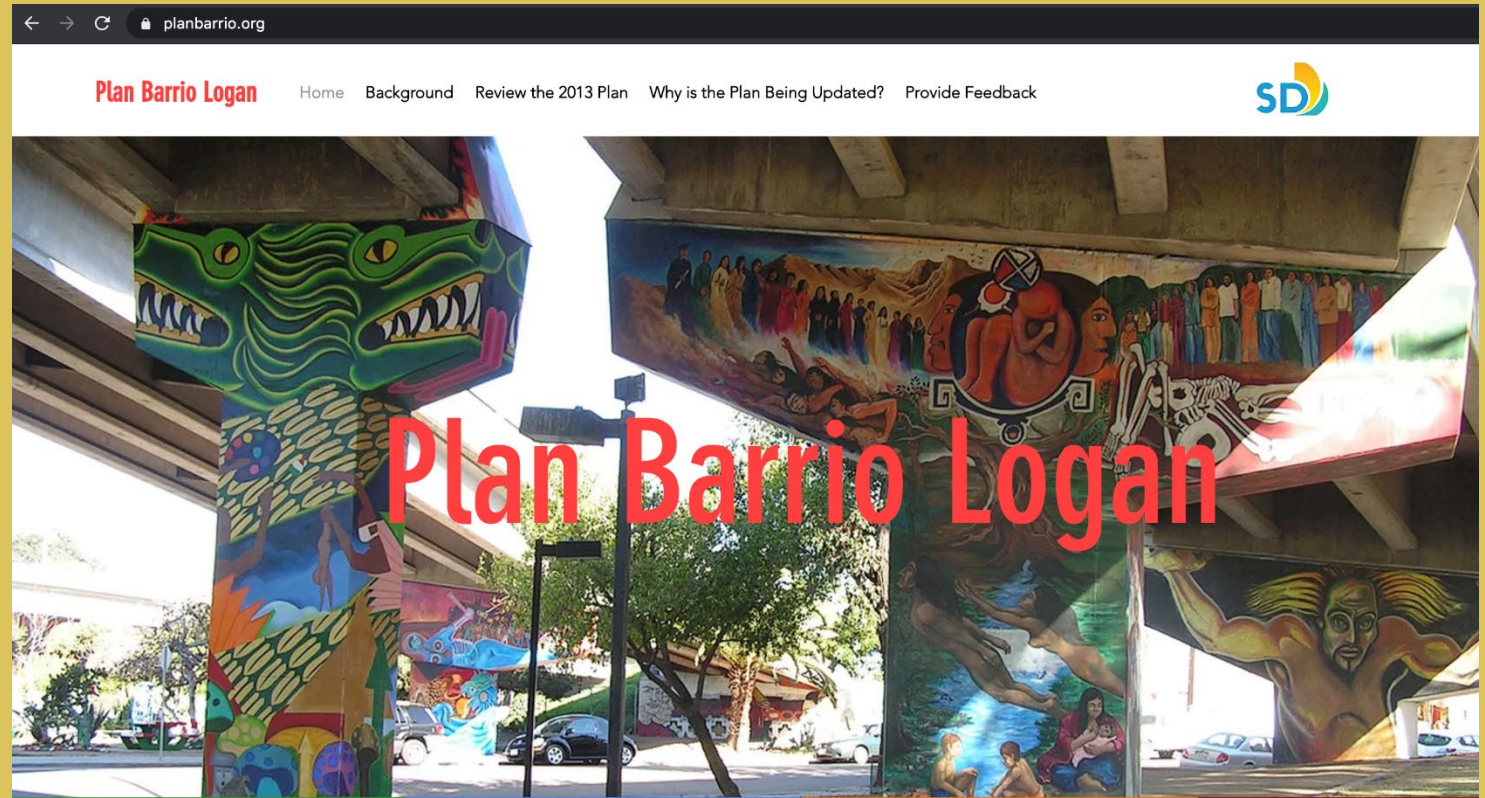 planbarrio.org
Plan Barrio Logan Home Background Review the 2013 Plan Why is the Plan Being Updated? Provide Feedback SD
Plan Barrio Logan